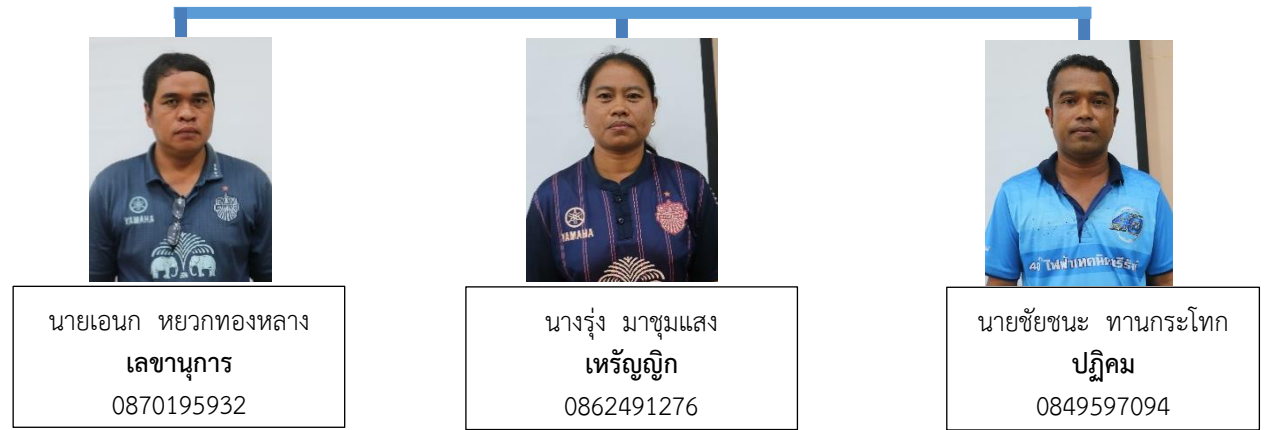 YAMAHA
นายเอนก หยวกทองหลาง
เลขานุการ
0870195932
YAMAHA
นางรุ่ง มาชุมแสง
เหรัญญิก
0862491276
นายชัยชนะ ทานกระโทก
ปฏิคม
0849597094